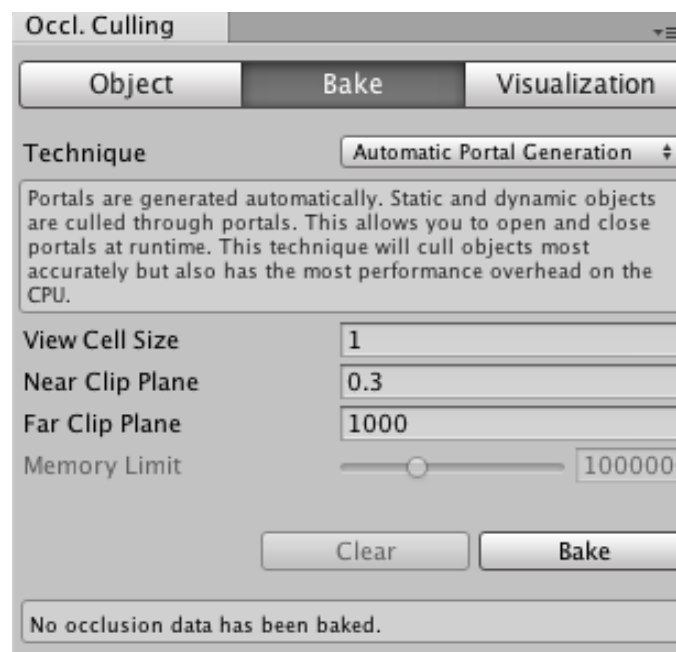 Occl. Culling
Object Bake Visualization
Technique Automatic Portal Generation
Portals are generated automatically. Static and dynamic objects
are culled through portals. This allows you to open and close
portals at runtime. This technique will cull objects most
accurately but also has the most performance overhead on the
CPU.
View Cell Size 1
Near Clip Plane 0.3
Far Clip Plane 1000
Memory Limit 100000
Clear Bake
No occlusion data has been baked.